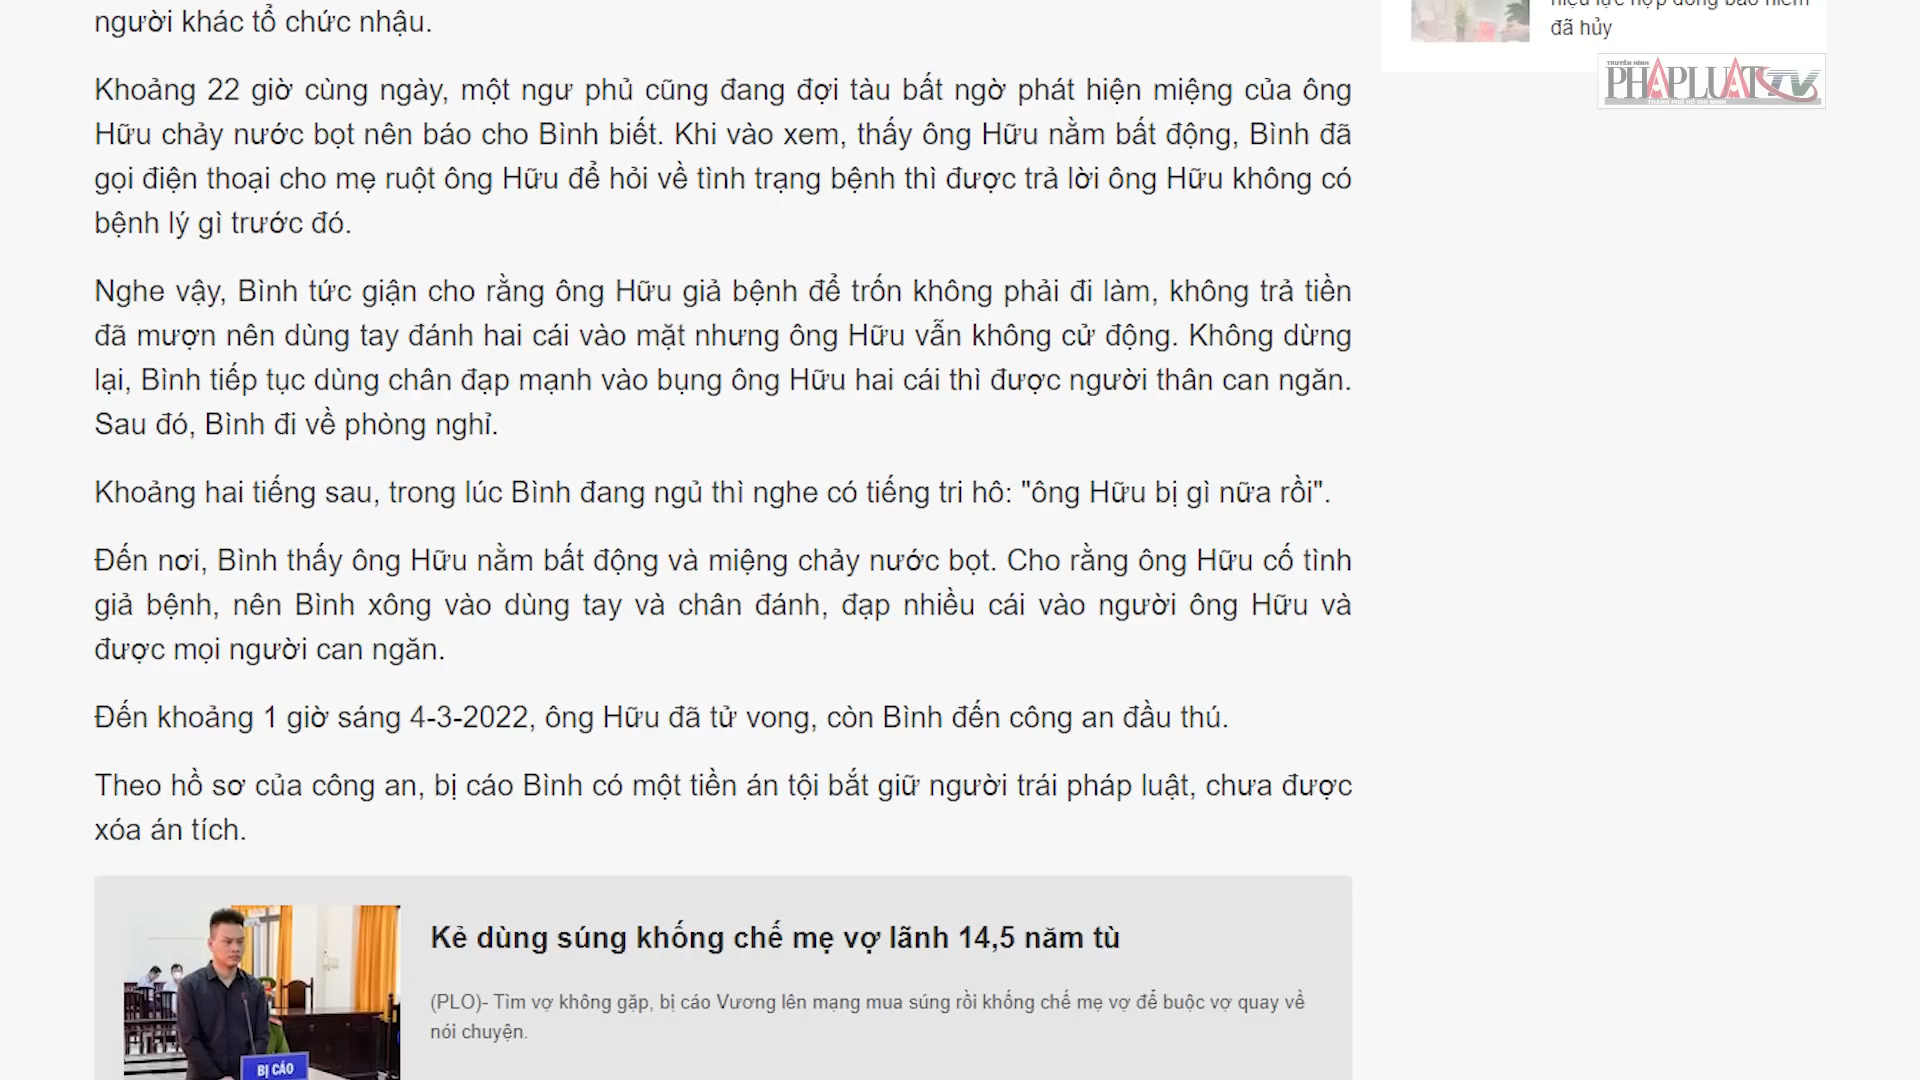 người khác tổ chức nhậu.
Khoảng 22 giờ cùng ngày, một ngư phủ cũng đang đợi tàu bất ngờ phát hiện miệng của ông
Hữu chảy nước bọt nên báo cho Bình biết. Khi vào xem, thấy ông Hữu nằm bất động, Bình đã
gọi điện thoại cho mẹ ruột ông Hữu để hỏi về tình trạng bệnh thì được trả lời ông Hữu không có
bệnh lý gì trước đó.
Nghe vậy, Bình tức giận cho rằng ông Hữu giả bệnh để trốn không phải đi làm, không trả tiền
đã mượn nên dùng tay đánh hai cái vào mặt nhưng ông Hữu vẫn không cử động. Không dừng
lại, Bình tiếp tục dùng chân đạp mạnh vào bụng ông Hữu hai cái thì được người thân can ngăn.
Sau đó, Bình đi về phòng nghỉ.
Khoảng hai tiếng sau, trong lúc Bình đang ngủ thì nghe có tiếng tri hô: "ông Hữu bị gì nữa rồi".
Đến nơi, Bình thấy ông Hữu nằm bất động và miệng chảy nước bọt. Cho rằng ông Hữu cố tình
giả bệnh, nên Bình xông vào dùng tay và chân đánh, đạp nhiều cái vào người ông Hữu và
được mọi người can ngăn.
Đến khoảng 1 giờ sáng 4-3-2022, ông Hữu đã tử vong, còn Bình đến công an đầu thú.
Theo hồ sơ của công an, bị cáo Bình có một tiền án tội bắt giữ người trái pháp luật, chưa được
xóa án tích.
Kẻ dùng súng khống chế mẹ vợ lãnh 14,5 năm tù
(PLO)- Tìm vợ không gặp, bị cáo Vương lên mạng mua súng rồi khống chế mẹ vợ để buộc vợ quay về
nói chuyện.
BỊ CÁO
hiệu lực hợp đồng bảo hiểm
đã hủy
TRUYỀN HÌNH
PHÁPLUẬT TV
THÀNH PHỐ HỒ CHÍ MINH